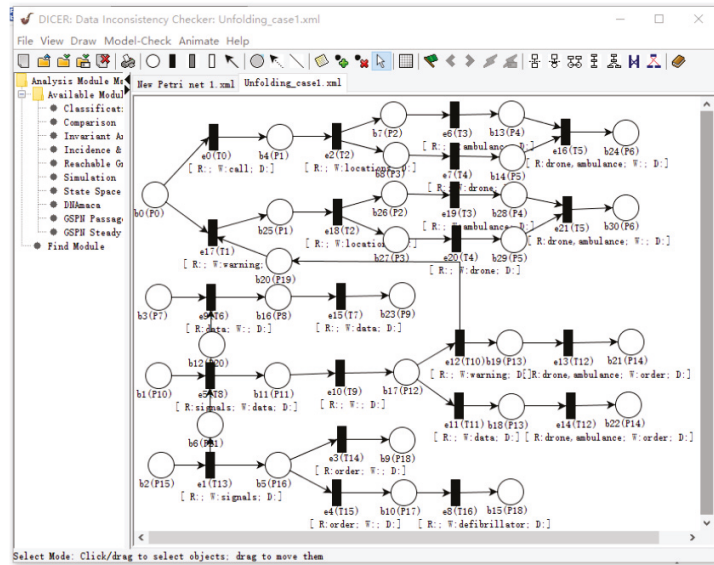 DICER: Data Inconsistency Checker: Unfolding_case1.xml
File View Draw Model-Check Animate Help
Analysis Module Ma
Available Modul
Classificat:
Comparison
Invariant An
Incidence &
Reachable Gr
Simulation
State Space
DNAmaca
GSPN Passag
GSPN Steady
Find Module
New Petri net 1.xml
Unfolding_case1.xml
b7(P2) e6(T3) b13(P4)
[ R:; W:ambulance; D:]
e0(T0) b4(P1) e2(T2) e16(T5) b24(P6)
[ R:; W:call; D:] [ R:; W:location; D:] [ R:drone, ambulance; W:; D:]
b8(P3) e7(T4) b14(P5)
[ R:; W:drone;
b0(P0)
b26(P2) e19(T3) b28(P4)
[ R:; W:ambulance; D:]
e17(T1) b25(P1) e18(T2) e21(T5) b30(P6)
[ R:; W:warning; [ R:; W:location; [ R:drone, ambulance; W:; D:]
b27(P3) e20(T4) b29(P5)
[ R:; W:drone; D:]
b20(P19)
b3(P7) e9(T6) b16(P8) e15(T7) b23(P9)
[ R:data; W:; D:] [ R:; W:data; D:]
b12(P20) e12(T10) b19(P13) e13(T12) b21(P14)
[ R:; W:warning; D:] [ R:drone, ambulance; W:order; D:]
b1(P10) e5(T8) b11(P11) e10(T9) b17(P12)
[ R:signals; W:data; D:] [ R:; W:; D:]
e11(T11) b18(P13) e14(T12) b22(P14)
[ R:; W:data; D:] [ R:drone, ambulance; W:order; D:]
b6(P21)
e3(T14) b9(P18)
[ R:order; W:; D:]
b2(P15) e1(T13) b5(P16)
[ R:; W:signals; D:]
e4(T15) b10(P17) e8(T16) b15(P18)
[ R:order; W:; D:] [ R:; W:defibrillator; D:]
Select Mode: Click/drag to select objects; drag to move them